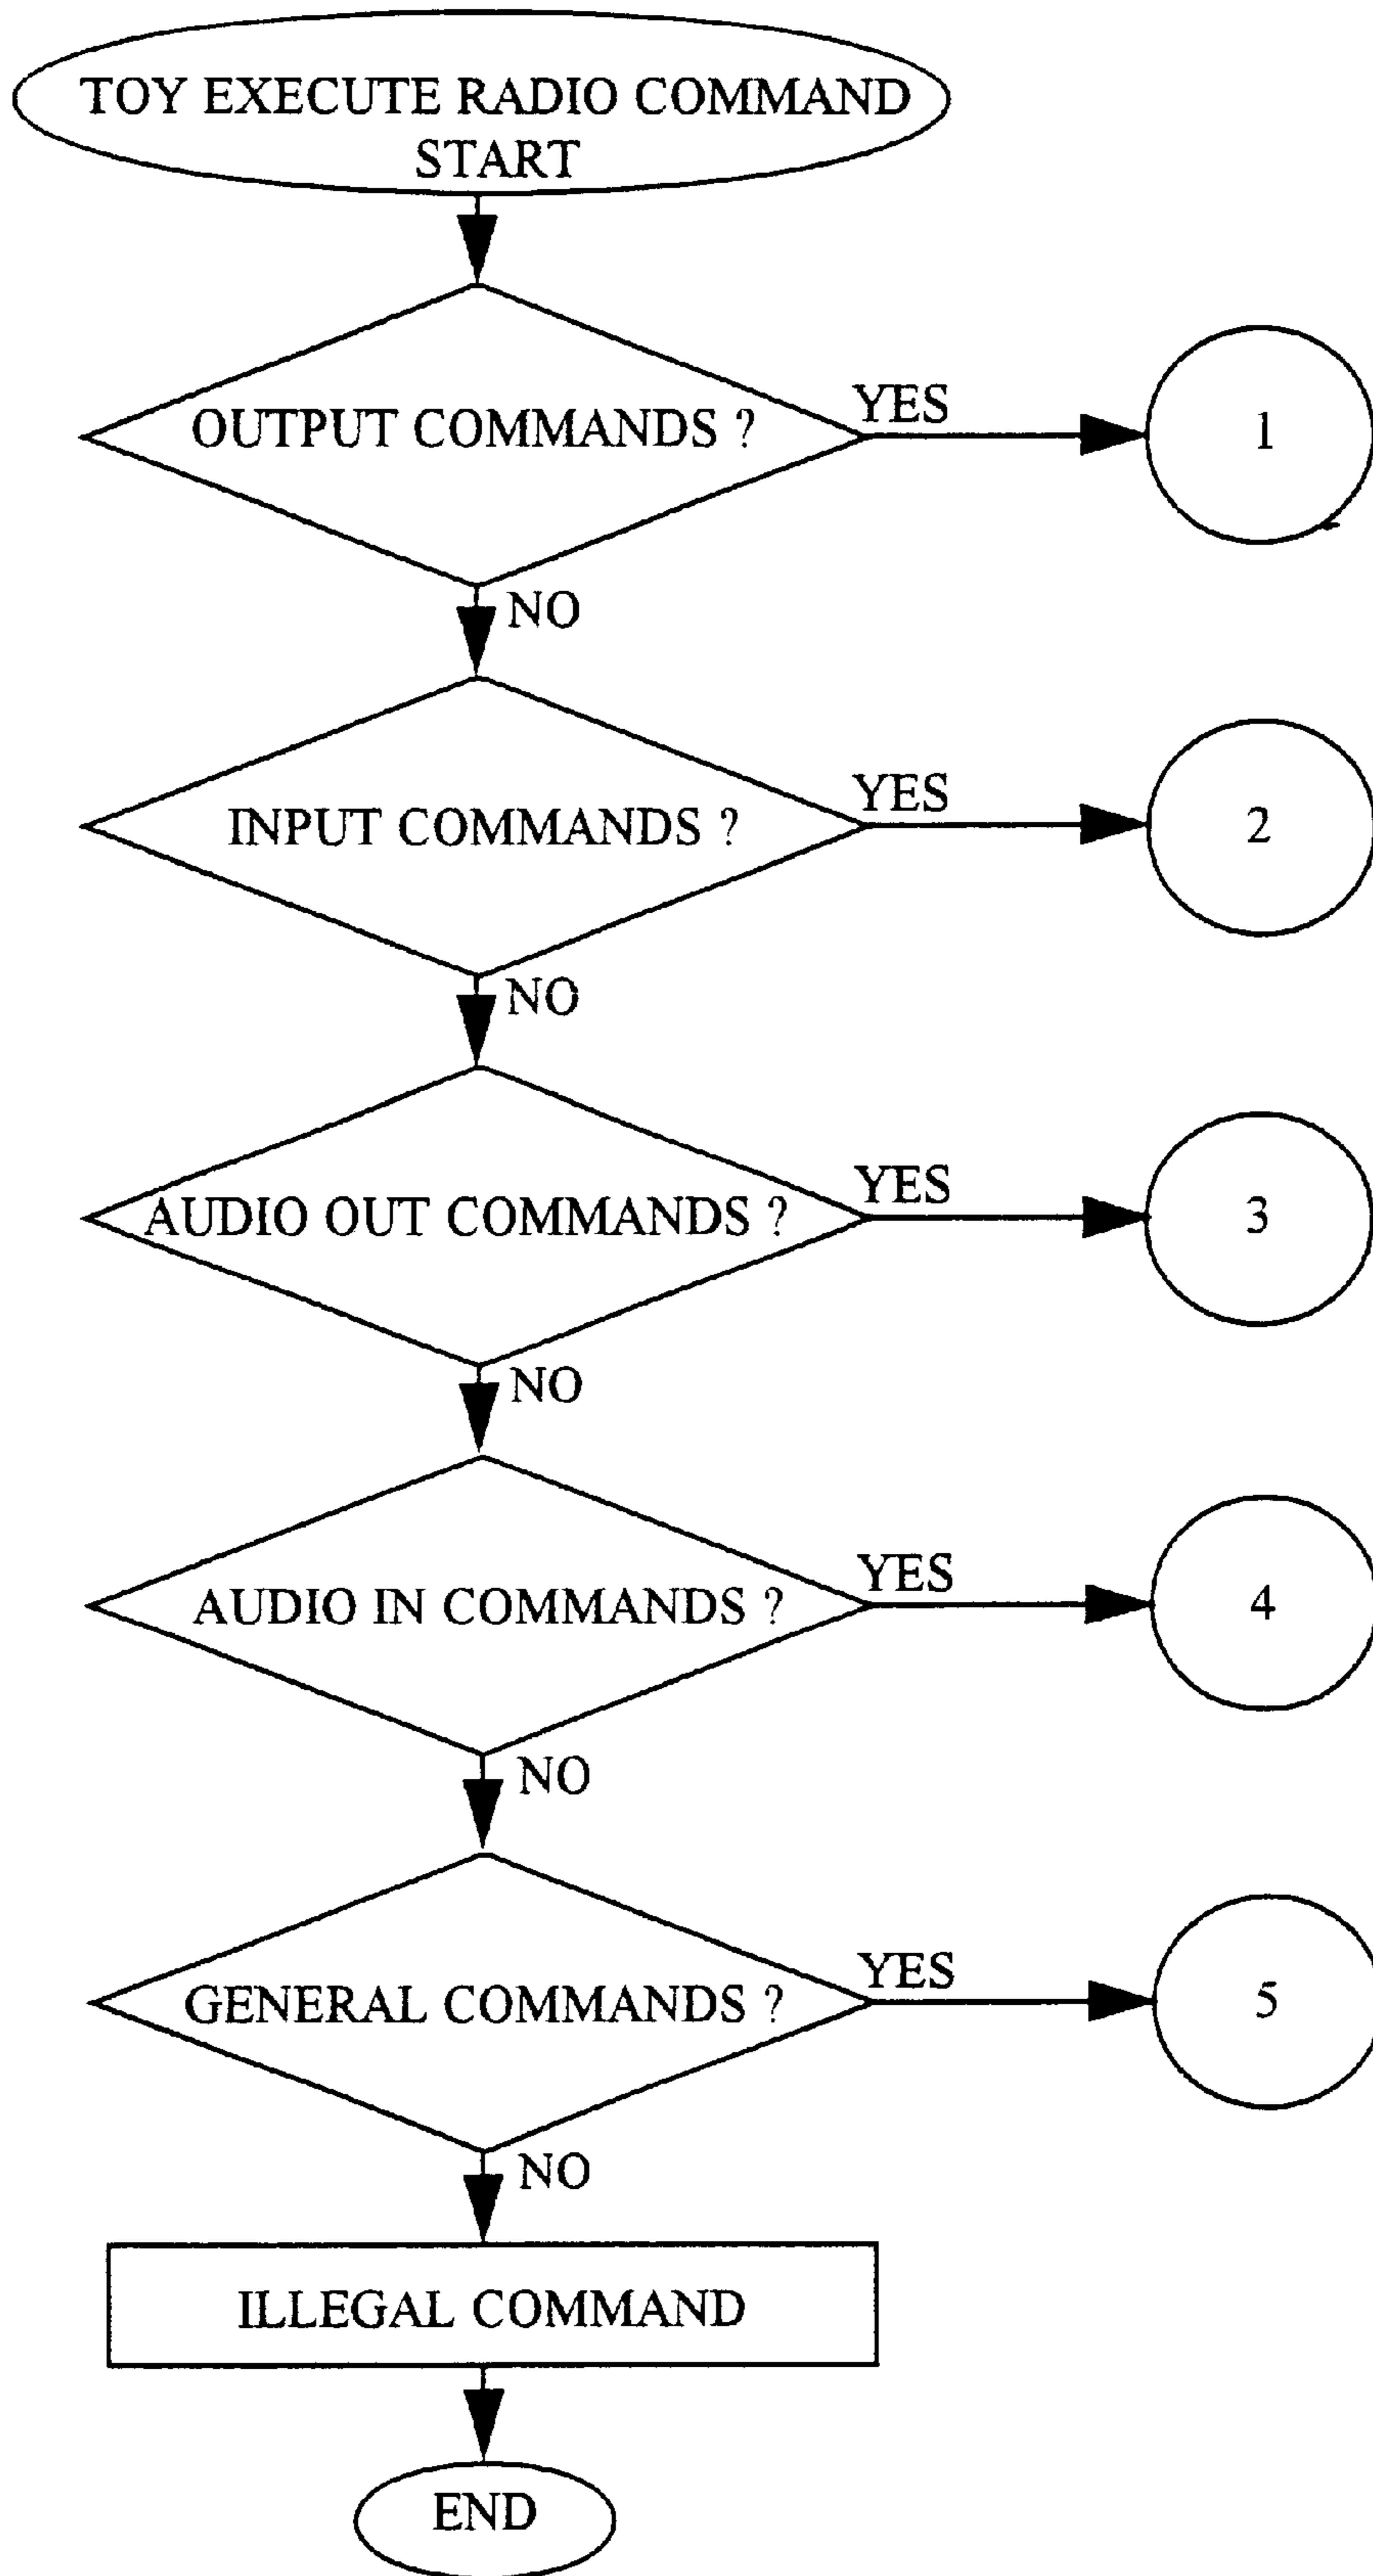 TOY EXECUTE RADIO COMMAND
START
OUTPUT COMMANDS ?
YES
1
NO
INPUT COMMANDS ?
YES
2
NO
AUDIO OUT COMMANDS ?
YES
3
NO
AUDIO IN COMMANDS ?
YES
4
NO
GENERAL COMMANDS ?
YES
5
NO
ILLEGAL COMMAND
END